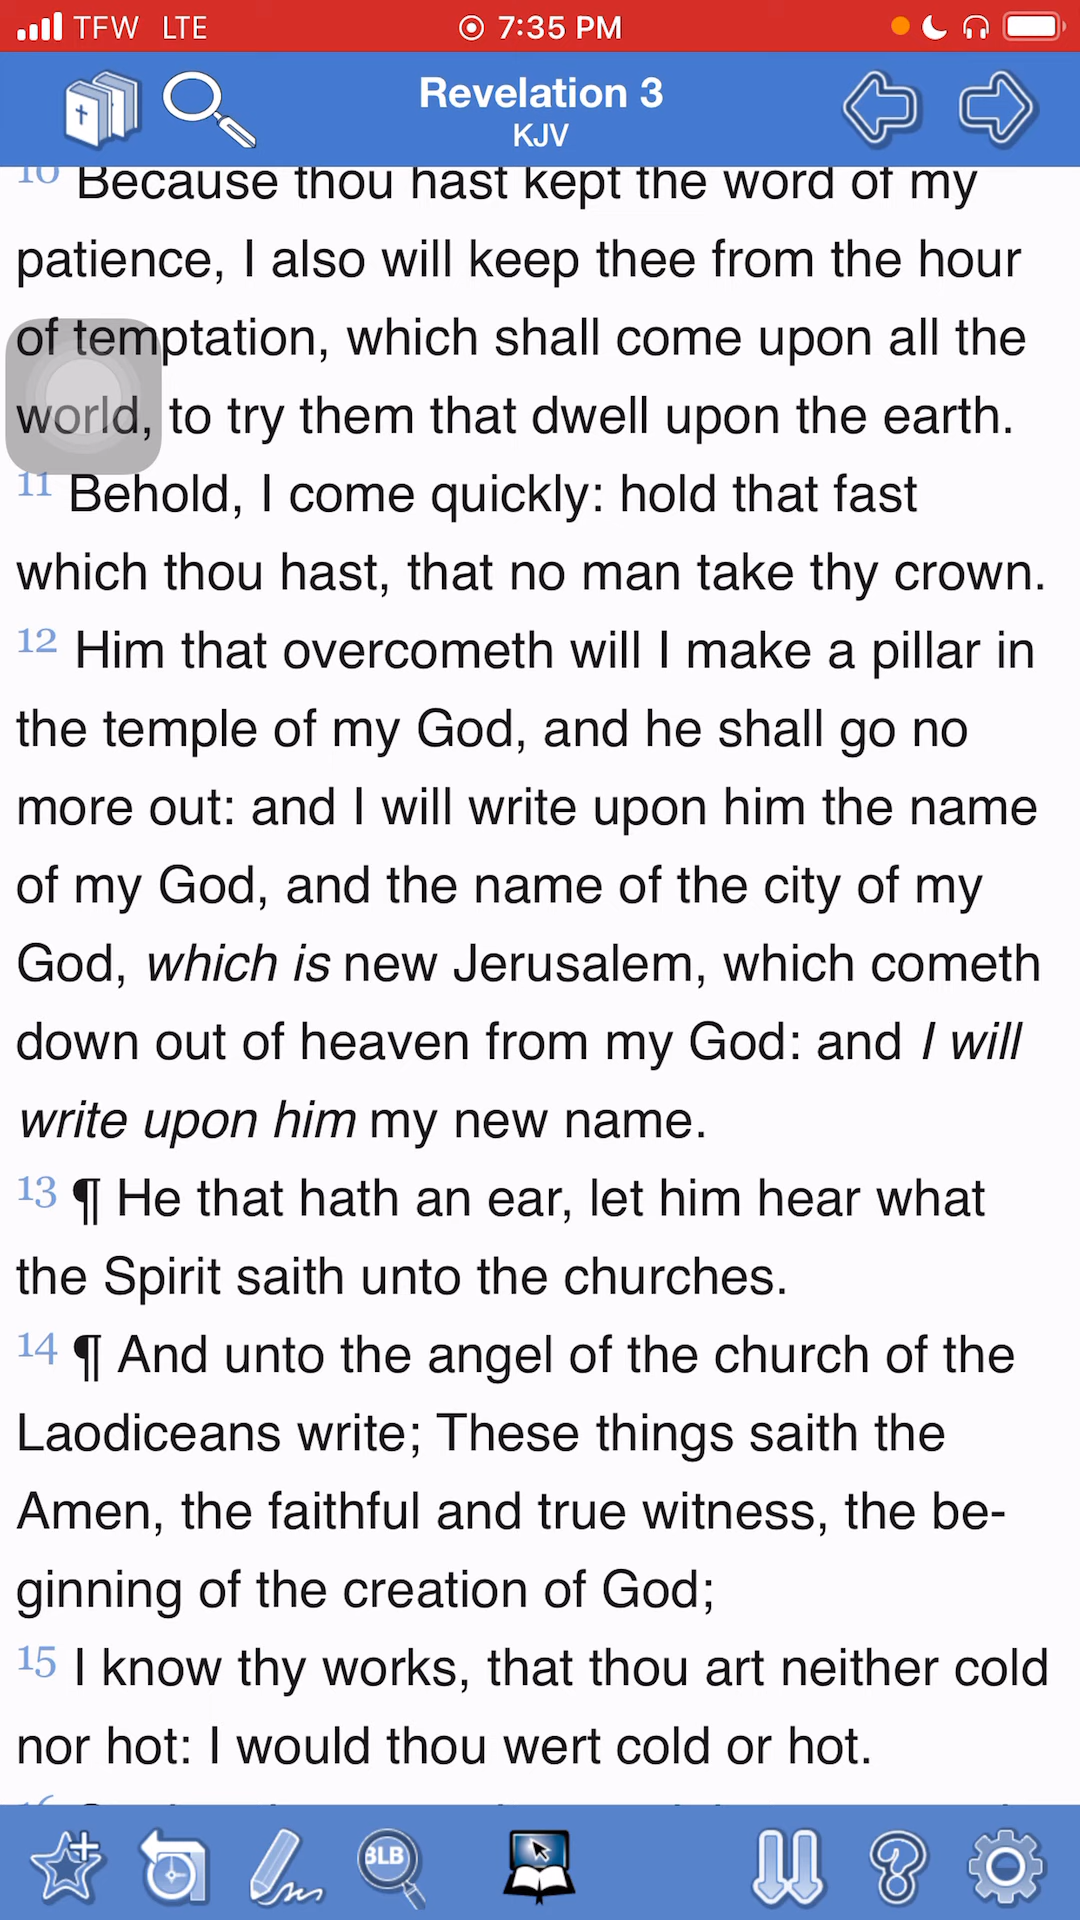 TFW LTE 7:35 PM
Revelation 3
KJV
10 Because thou hast kept the word of my
patience, I also will keep thee from the hour
of temptation, which shall come upon all the
world, to try them that dwell upon the earth.
11 Behold, I come quickly: hold that fast
which thou hast, that no man take thy crown.
12 Him that overcometh will I make a pillar in
the temple of my God, and he shall go no
more out: and I will write upon him the name
of my God, and the name of the city of my
God, which is new Jerusalem, which cometh
down out of heaven from my God: and I will
write upon him my new name.
13 ¶ He that hath an ear, let him hear what
the Spirit saith unto the churches.
14 ¶ And unto the angel of the church of the
Laodiceans write; These things saith the
Amen, the faithful and true witness, the be-
ginning of the creation of God;
15 I know thy works, that thou art neither cold
nor hot: I would thou wert cold or hot.
BLB